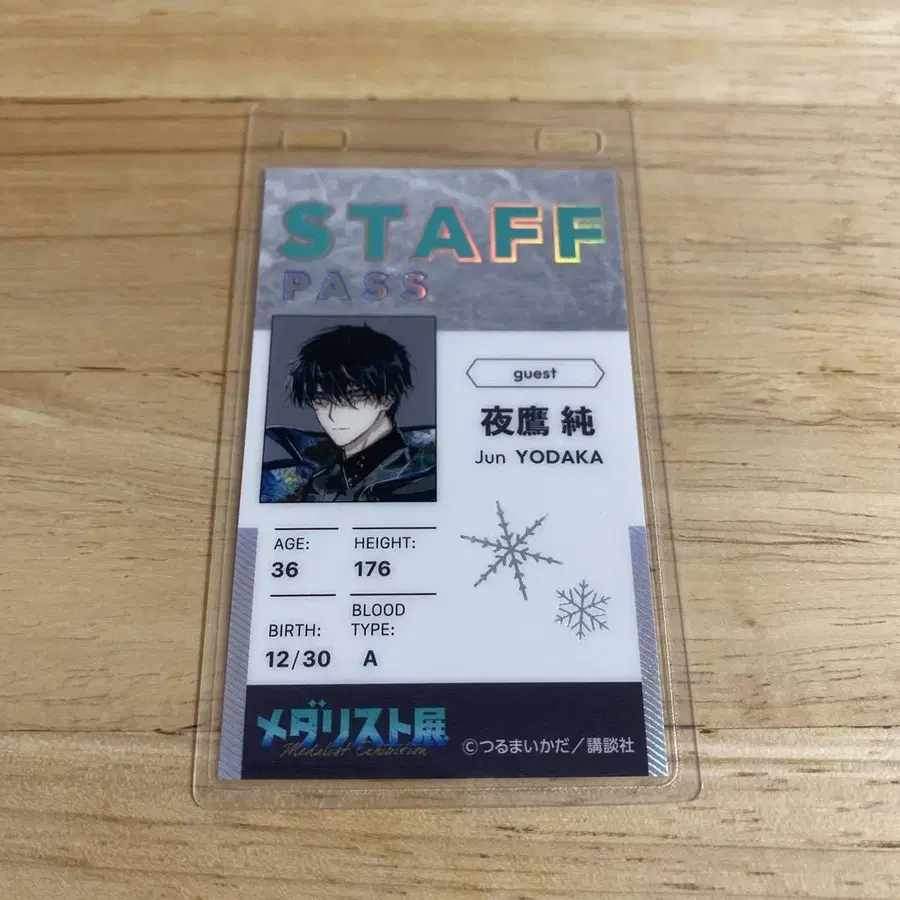 STAFF
PASS
guest
夜鷹 純
Jun YODAKA
AGE:
36
HEIGHT:
176
BIRTH:
12/30
BLOOD
TYPE:
A
メダリスト展
Medalist Exhibition
©つるまいかだ／講談社